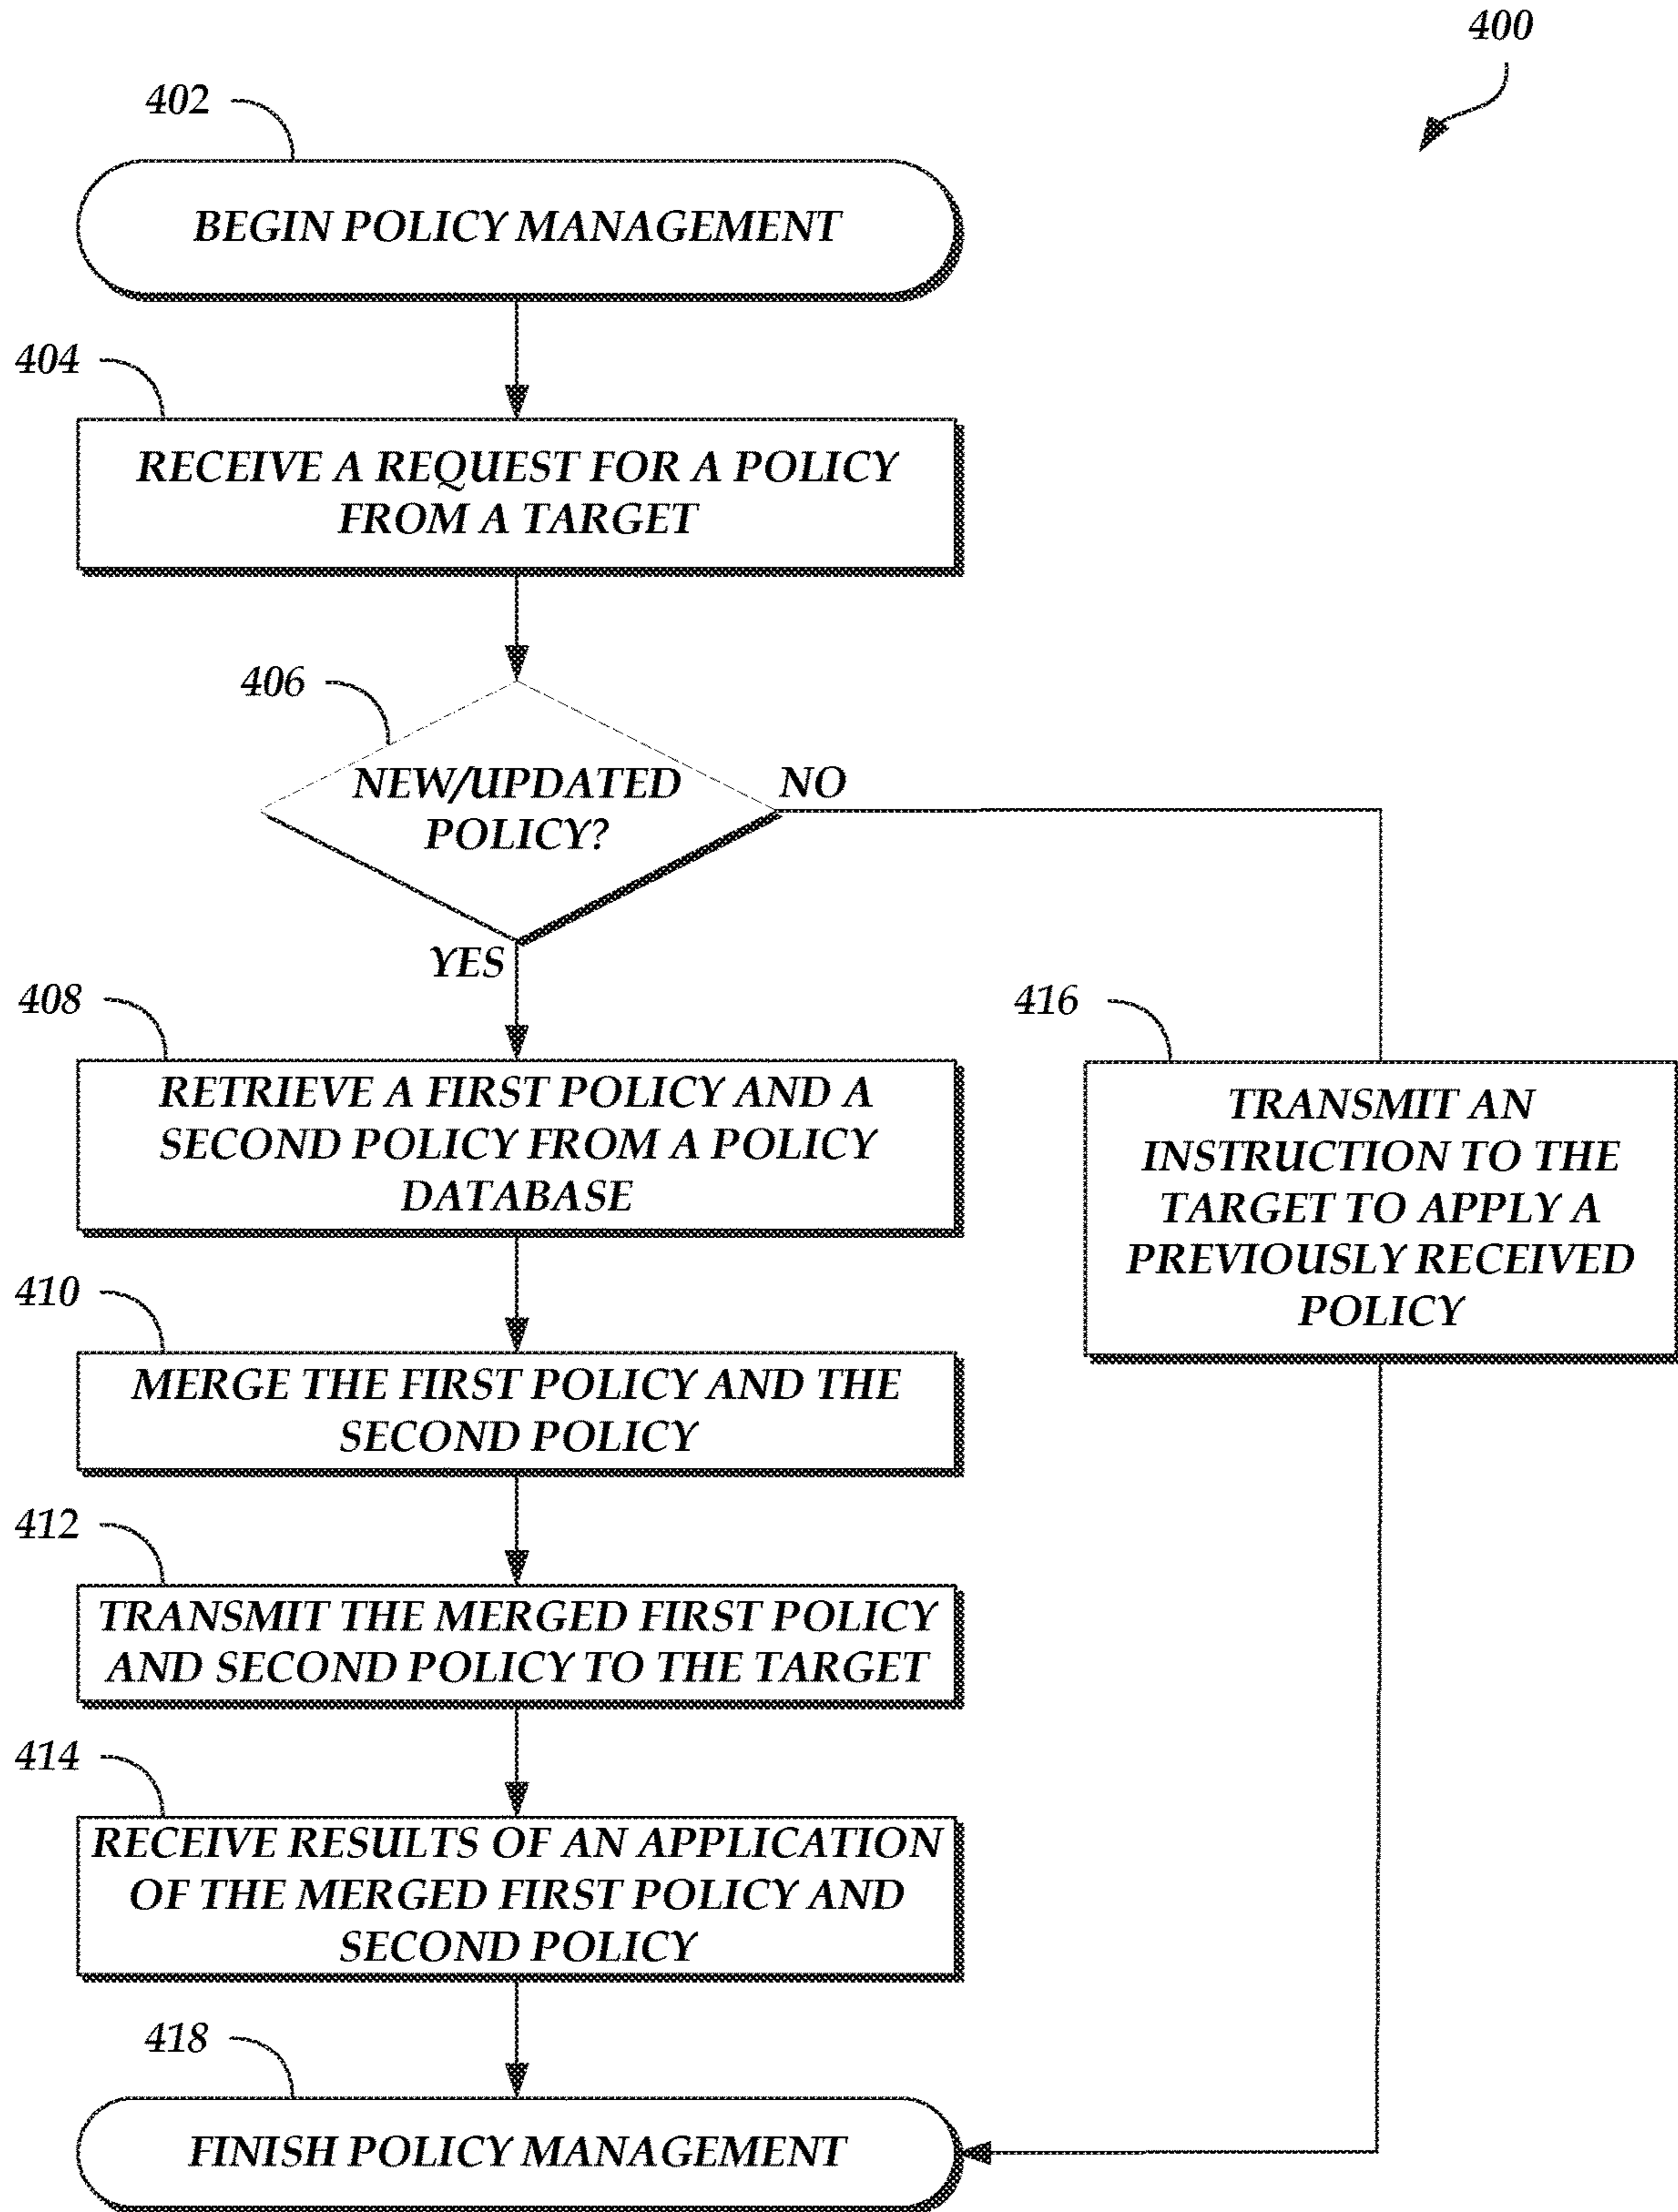 400
402
BEGIN POLICY MANAGEMENT
404
RECEIVE A REQUEST FOR A POLICY
FROM A TARGET
406
NEW/UPDATED
POLICY?
NO
YES
408
RETRIEVE A FIRST POLICY AND A
SECOND POLICY FROM A POLICY
DATABASE
416
TRANSMIT AN
INSTRUCTION TO THE
TARGET TO APPLY A
PREVIOUSLY RECEIVED
POLICY
410
MERGE THE FIRST POLICY AND THE
SECOND POLICY
412
TRANSMIT THE MERGED FIRST POLICY
AND SECOND POLICY TO THE TARGET
414
RECEIVE RESULTS OF AN APPLICATION
OF THE MERGED FIRST POLICY AND
SECOND POLICY
418
FINISH POLICY MANAGEMENT